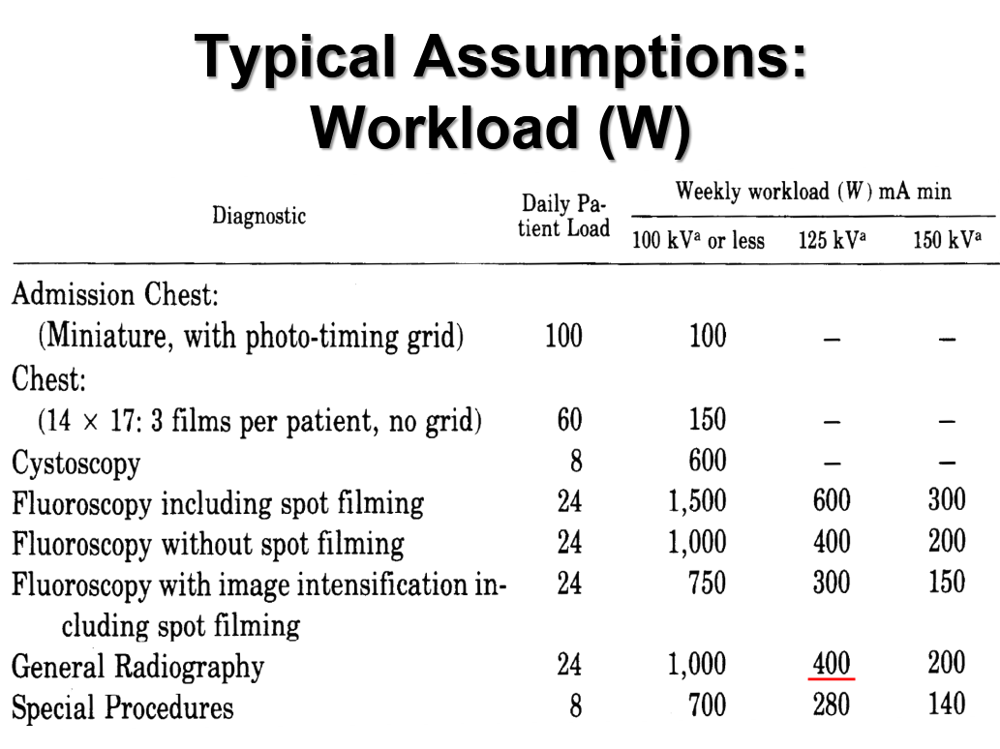 Typical Assumptions:
Workload (W)
Diagnostic
Daily Pa-
tient Load
Weekly workload (W) mA min
100 kVᵃ or less 125 kVᵃ 150 kVᵃ
Admission Chest:
(Miniature, with photo-timing grid) 100 100 – –
Chest:
(14 × 17: 3 films per patient, no grid) 60 150 – –
Cystoscopy 8 600 – –
Fluoroscopy including spot filming 24 1,500 600 300
Fluoroscopy without spot filming 24 1,000 400 200
Fluoroscopy with image intensification in- 24 750 300 150
cluding spot filming
General Radiography 24 1,000 400 200
Special Procedures 8 700 280 140